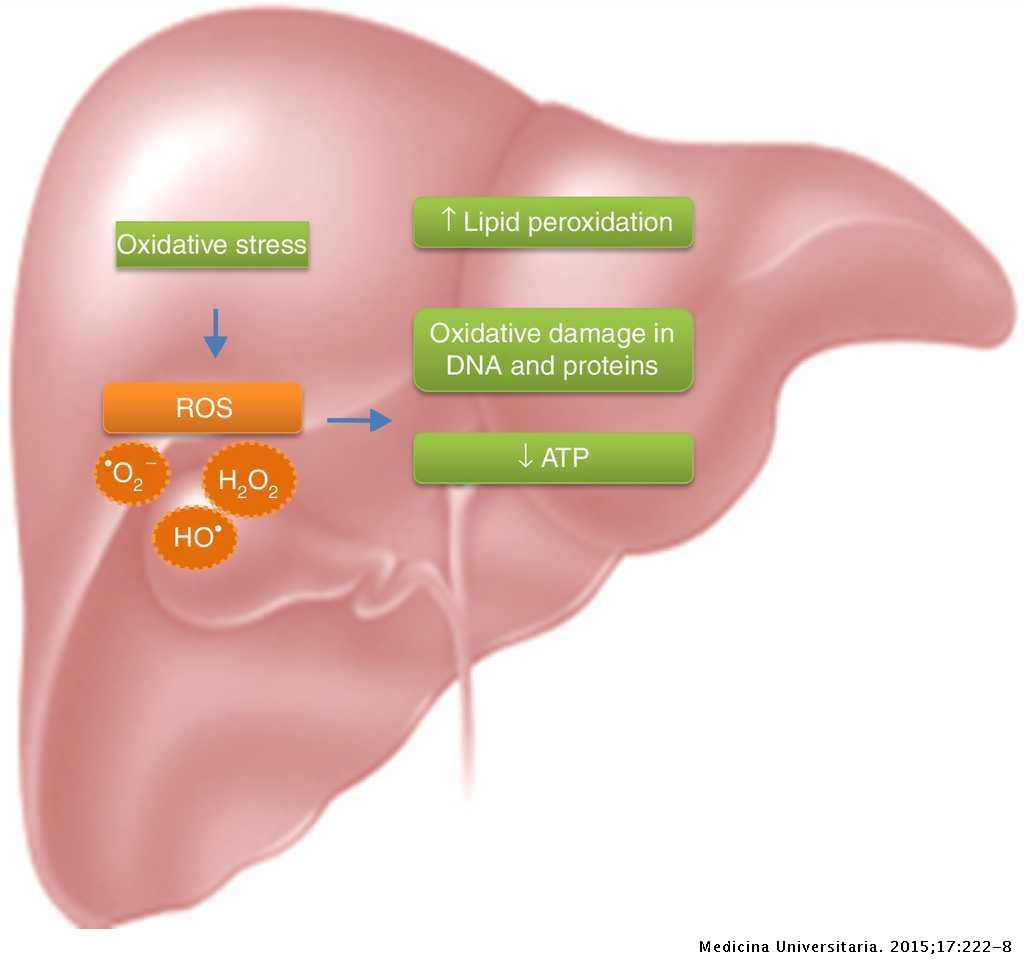 Oxidative stress
ROS
•O₂⁻
H₂O₂
HO•
↑ Lipid peroxidation
Oxidative damage in
DNA and proteins
↓ ATP
Medicina Universitaria. 2015;17:222-8